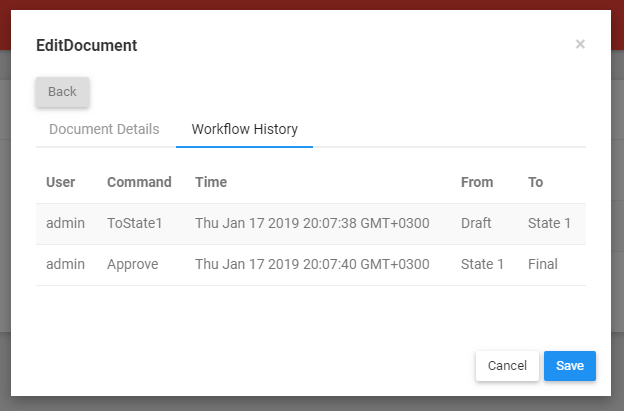 EditDocument ×
Back
Document Details Workflow History
User Command Time From To
admin ToState1 Thu Jan 17 2019 20:07:38 GMT+0300 Draft State 1
admin Approve Thu Jan 17 2019 20:07:40 GMT+0300 State 1 Final
Cancel Save